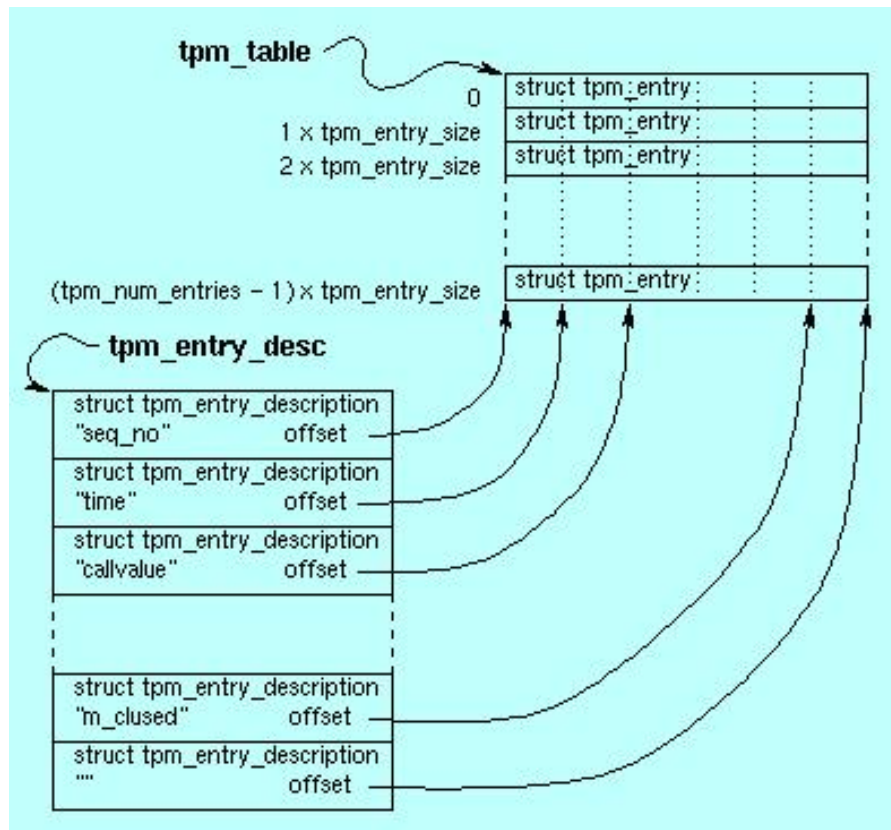 tpm_table
0 struct tpm_entry
1 x tpm_entry_size struct tpm_entry
2 x tpm_entry_size struct tpm_entry
(tpm_num_entries - 1) x tpm_entry_size struct tpm_entry
tpm_entry_desc
struct tpm_entry_description
"seq_no" offset
struct tpm_entry_description
"time" offset
struct tpm_entry_description
"callvalue" offset
struct tpm_entry_description
"m_clused" offset
struct tpm_entry_description
"" offset